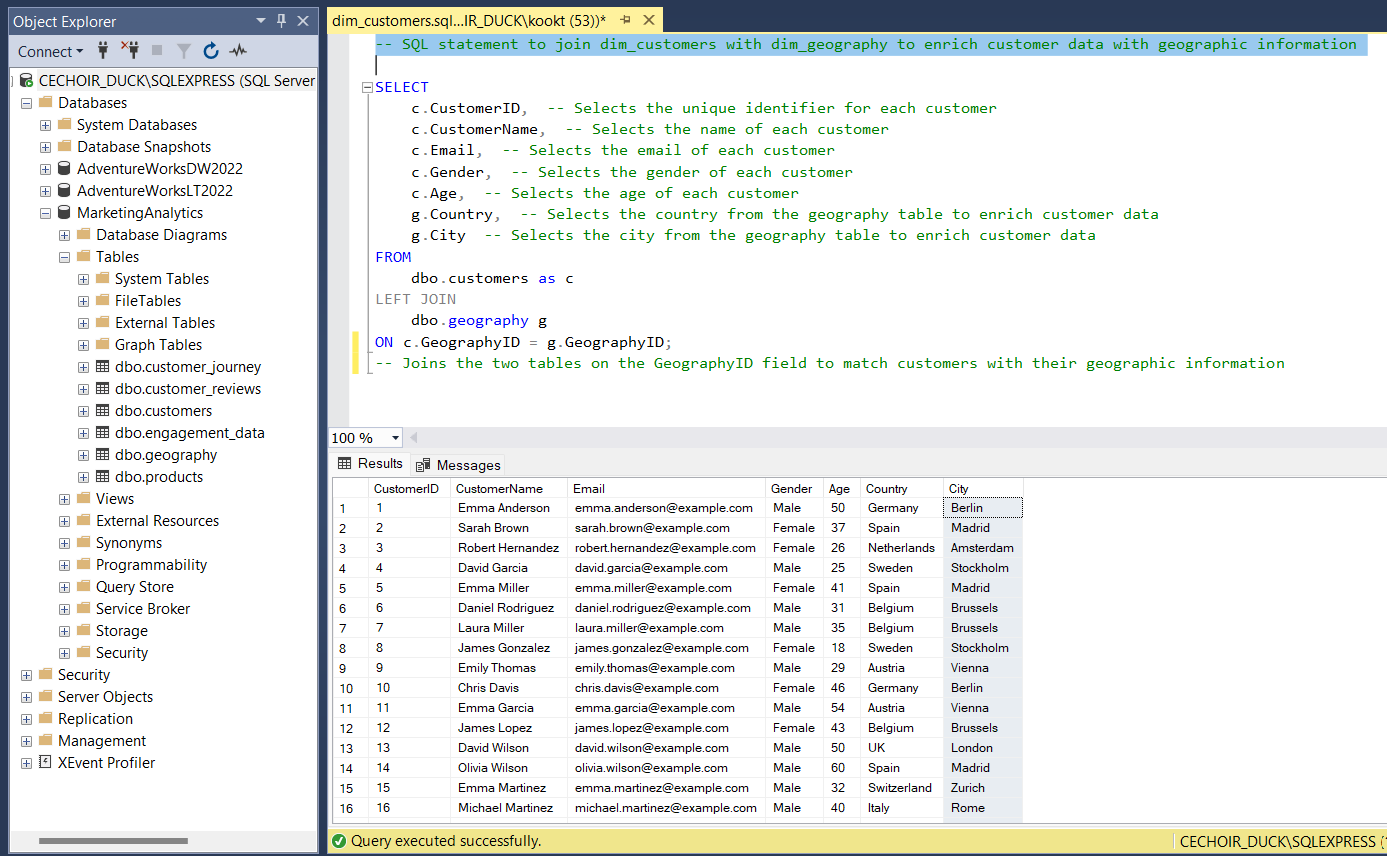 Object Explorer
Connect
CECHOIR_DUCK\SQLEXPRESS (SQL Server
Databases
System Databases
Database Snapshots
AdventureWorksDW2022
AdventureWorksLT2022
MarketingAnalytics
Database Diagrams
Tables
System Tables
FileTables
External Tables
Graph Tables
dbo.customer_journey
dbo.customer_reviews
dbo.customers
dbo.engagement_data
dbo.geography
dbo.products
Views
External Resources
Synonyms
Programmability
Query Store
Service Broker
Storage
Security
Security
Server Objects
Replication
Management
XEvent Profiler
dim_customers.sql...IR_DUCK\kookt (53))*
-- SQL statement to join dim_customers with dim_geography to enrich customer data with geographic information
SELECT
c.CustomerID,  -- Selects the unique identifier for each customer
c.CustomerName,  -- Selects the name of each customer
c.Email,  -- Selects the email of each customer
c.Gender,  -- Selects the gender of each customer
c.Age,  -- Selects the age of each customer
g.Country,  -- Selects the country from the geography table to enrich customer data
g.City  -- Selects the city from the geography table to enrich customer data
FROM
dbo.customers as c
LEFT JOIN
dbo.geography g
ON c.GeographyID = g.GeographyID;
-- Joins the two tables on the GeographyID field to match customers with their geographic information
100 %
Results Messages
CustomerID CustomerName Email Gender Age Country City
1 1 Emma Anderson emma.anderson@example.com Male 50 Germany Berlin
2 2 Sarah Brown sarah.brown@example.com Female 37 Spain Madrid
3 3 Robert Hernandez robert.hernandez@example.com Female 26 Netherlands Amsterdam
4 4 David Garcia david.garcia@example.com Male 25 Sweden Stockholm
5 5 Emma Miller emma.miller@example.com Female 41 Spain Madrid
6 6 Daniel Rodriguez daniel.rodriguez@example.com Male 31 Belgium Brussels
7 7 Laura Miller laura.miller@example.com Male 35 Belgium Brussels
8 8 James Gonzalez james.gonzalez@example.com Female 18 Sweden Stockholm
9 9 Emily Thomas emily.thomas@example.com Male 29 Austria Vienna
10 10 Chris Davis chris.davis@example.com Female 46 Germany Berlin
11 11 Emma Garcia emma.garcia@example.com Male 54 Austria Vienna
12 12 James Lopez james.lopez@example.com Female 43 Belgium Brussels
13 13 David Wilson david.wilson@example.com Male 50 UK London
14 14 Olivia Wilson olivia.wilson@example.com Male 60 Spain Madrid
15 15 Emma Martinez emma.martinez@example.com Male 32 Switzerland Zurich
16 16 Michael Martinez michael.martinez@example.com Male 40 Italy Rome
Query executed successfully.
CECHOIR_DUCK\SQLEXPRESS (